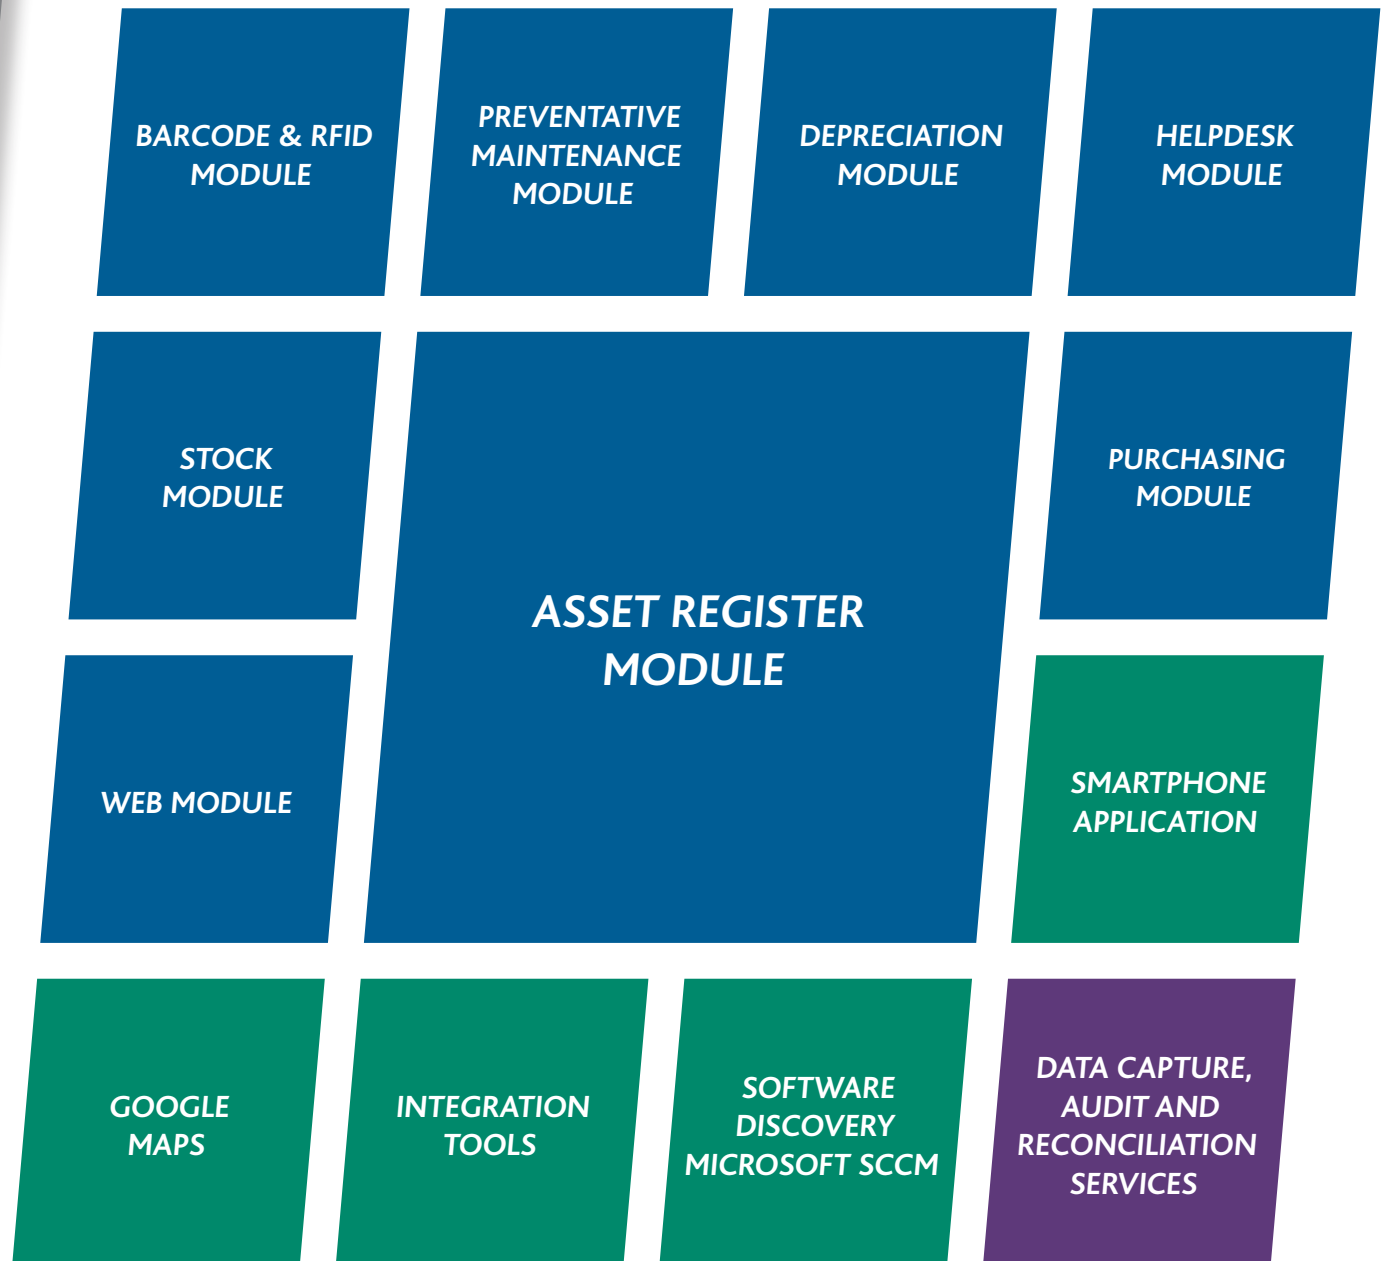 BARCODE & RFID
MODULE
PREVENTATIVE
MAINTENANCE
MODULE
DEPRECIATION
MODULE
HELPDESK
MODULE
STOCK
MODULE
ASSET REGISTER
MODULE
PURCHASING
MODULE
WEB MODULE
SMARTPHONE
APPLICATION
GOOGLE
MAPS
INTEGRATION
TOOLS
SOFTWARE
DISCOVERY
MICROSOFT SCCM
DATA CAPTURE,
AUDIT AND
RECONCILIATION
SERVICES